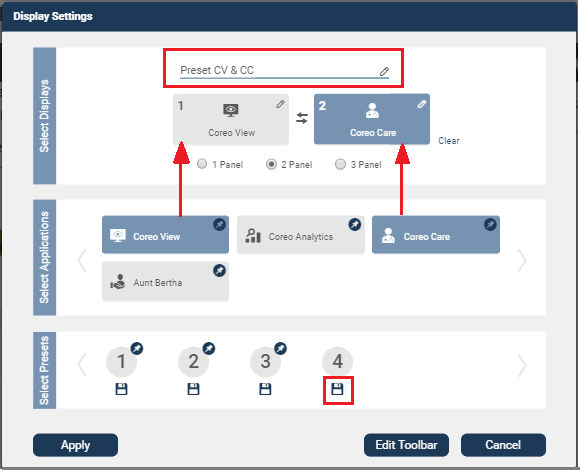 Display Settings
Select Displays
Preset CV & CC
1
Coreo View
2
Coreo Care
Clear
1 Panel
2 Panel
3 Panel
Select Applications
Coreo View
Coreo Analytics
Coreo Care
Aunt Bertha
Select Presets
1
2
3
4
Apply
Edit Toolbar
Cancel